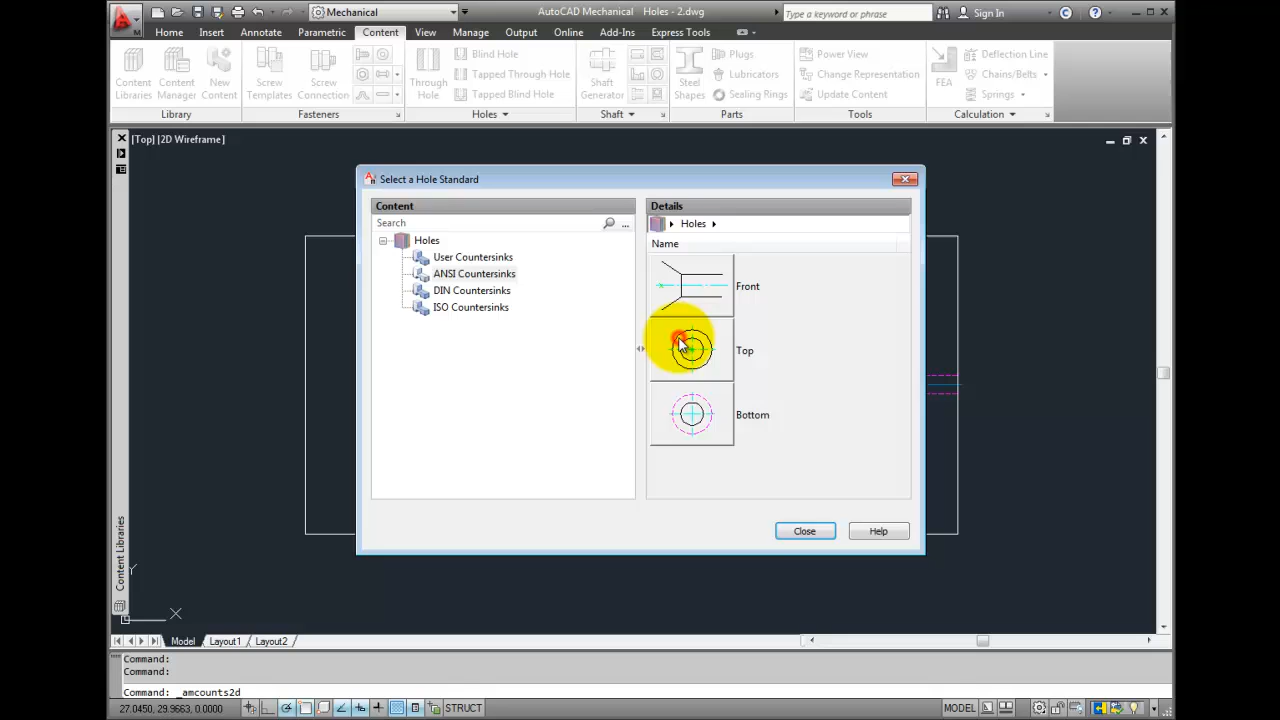 Mechanical
AutoCAD Mechanical Holes - 2.dwg
Type a keyword or phrase
Sign In
Home Insert Annotate Parametric Content View Manage Output Online Add-Ins Express Tools
M
Content Libraries
Content Manager
New Content
Library
Screw Templates
Screw Connection
Fasteners
Through Hole
Blind Hole
Tapped Through Hole
Tapped Blind Hole
Holes
Shaft Generator
Shaft
Steel Shapes
Plugs
Lubricators
Sealing Rings
Parts
Power View
Change Representation
Update Content
Tools
FEA
Deflection Line
Chains/Belts
Springs
Calculation
[Top] [2D Wireframe]
Select a Hole Standard
Content
Search
...
Holes
User Countersinks
ANSI Countersinks
DIN Countersinks
ISO Countersinks
Details
Holes
Name
Front
Top
Bottom
Close
Help
Content Libraries
Y
X
Model Layout1 Layout2
Command:
Command:
Command: _amcounts2d
27.0450, 29.9663, 0.0000
STRUCT
MODEL